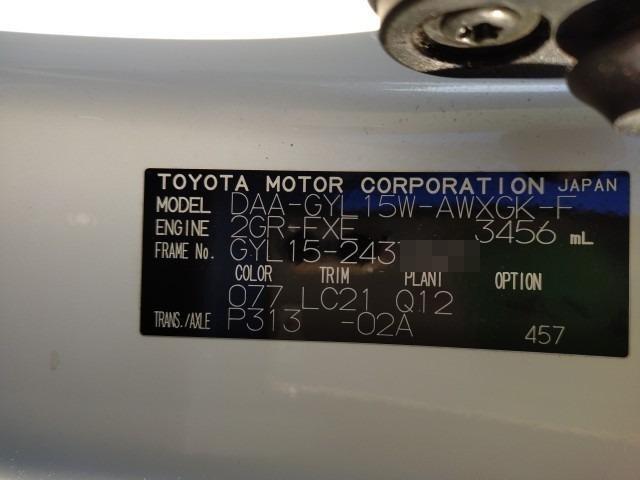 TOYOTA MOTOR CORPORATION JAPAN
MODEL DAA-GYL15W-AWXGK-F
ENGINE 2GR-FXE 3456 mL
FRAME No. GYL15-243
COLOR TRIM PLANT OPTION
077 LC21 Q12
TRANS./AXLE P313 -02A 457